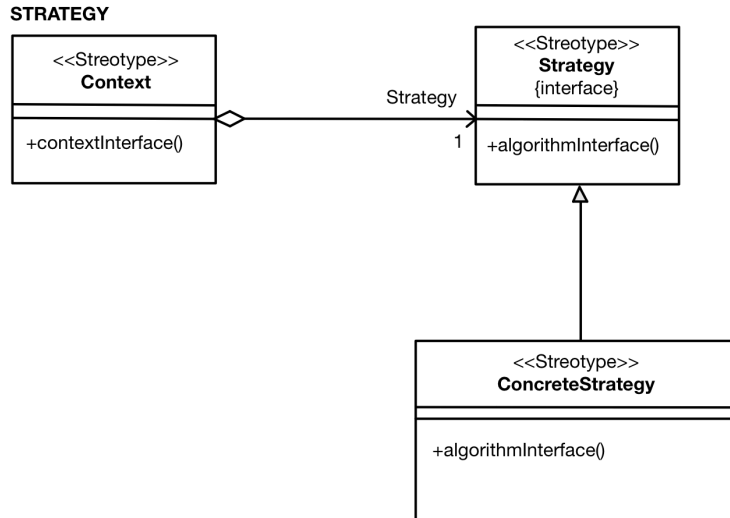 STRATEGY
<<Streotype>>
Context
+contextInterface()
Strategy
1
<<Streotype>>
Strategy
{interface}
+algorithmInterface()
<<Streotype>>
ConcreteStrategy
+algorithmInterface()